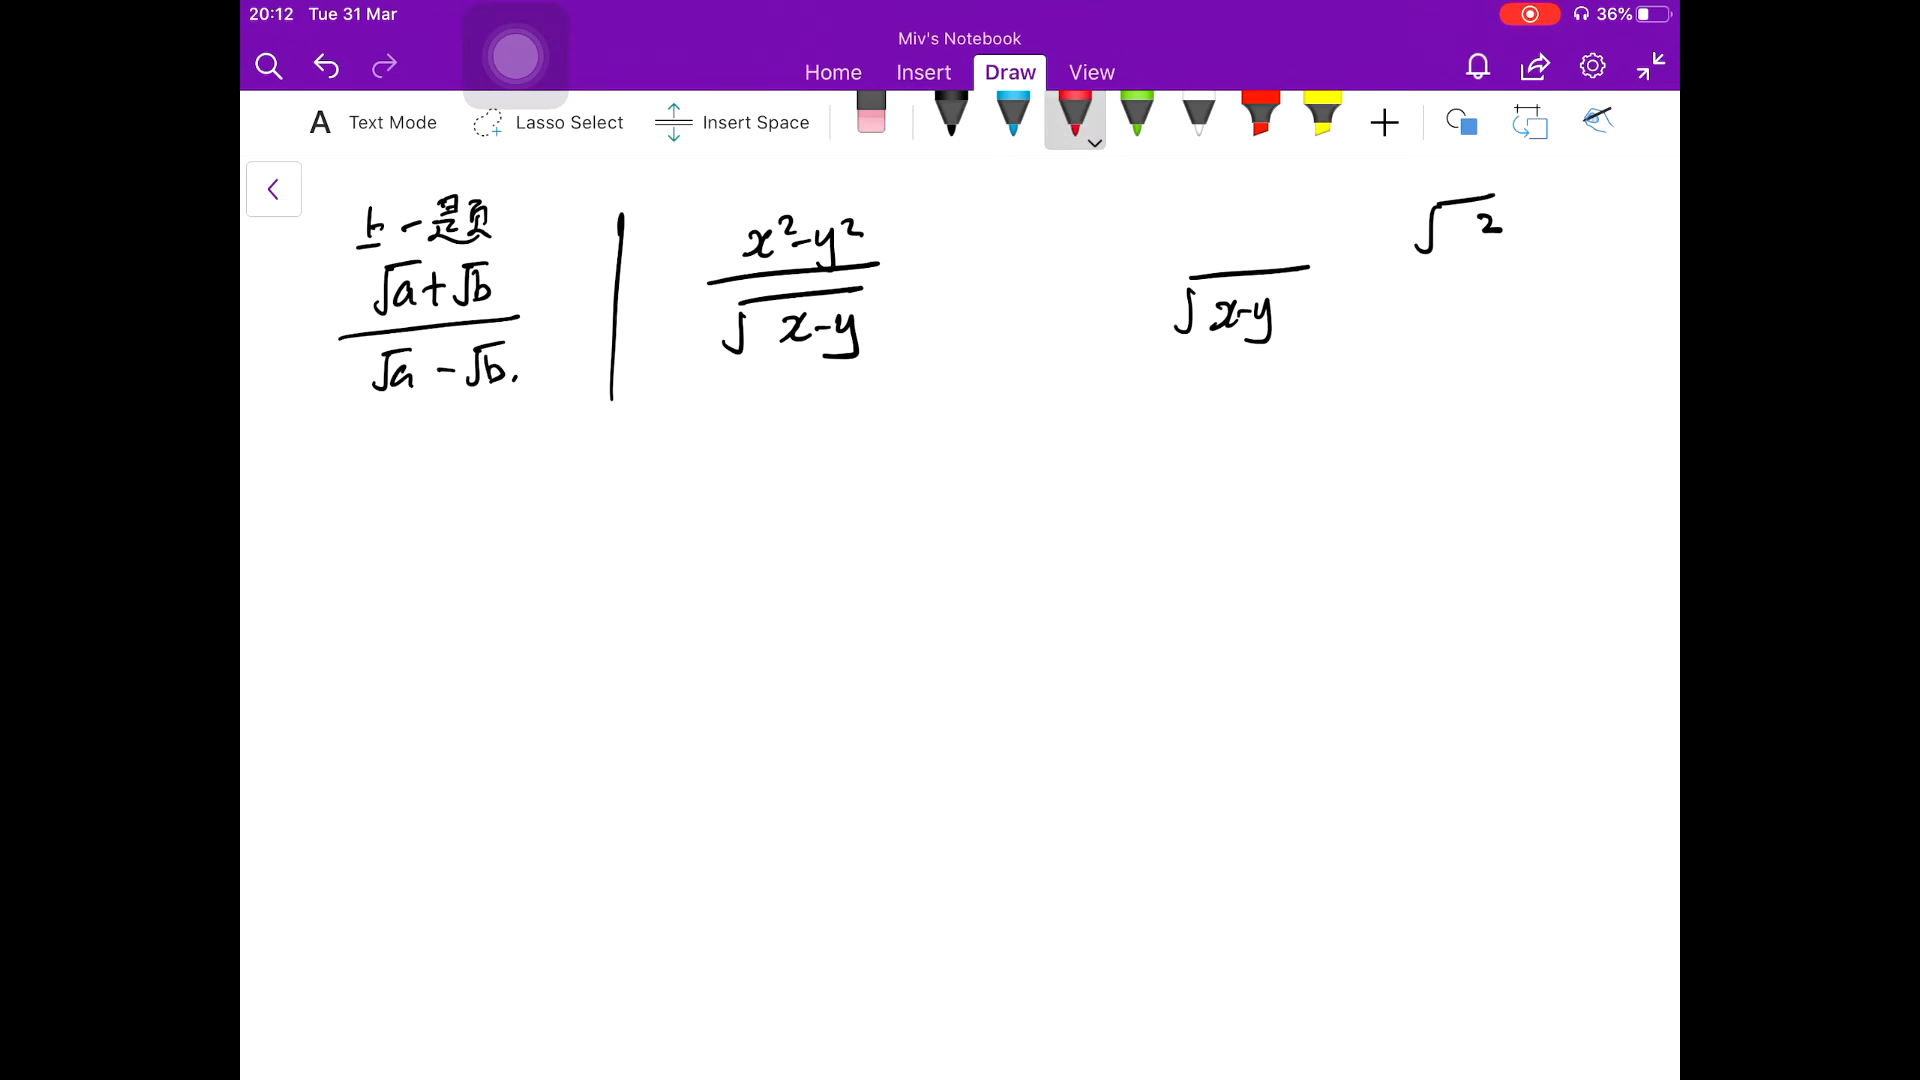 20:12 Tue 31 Mar
36%
Miv's Notebook
Home Insert Draw View
A Text Mode Lasso Select Insert Space
上一题
√a+√b
√a - √b.
x²-y²
√x-y
√x-y
√2